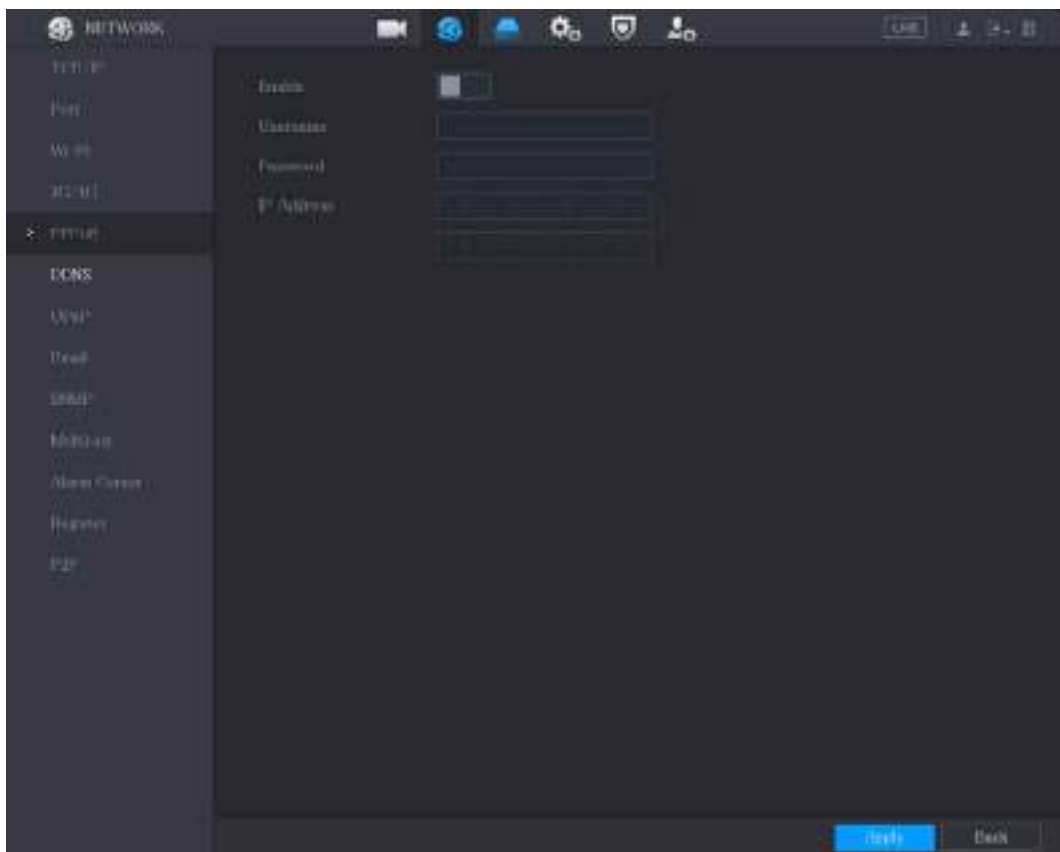 NETWORK
LIVE
TCP/IP
Port
Wi-Fi
3G/4G
PPPoE
DDNS
UPnP
Email
SNMP
Multicast
Alarm Center
Register
P2P
Enable
Username
Password
IP Address
Apply
Back